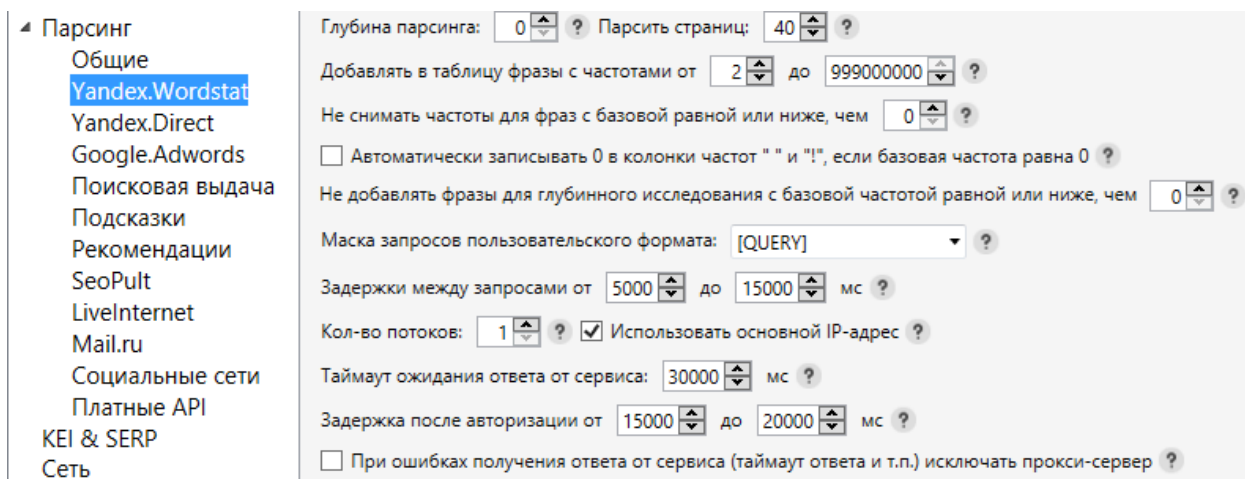 Парсинг
Общие
Yandex.Wordstat
Yandex.Direct
Google.Adwords
Поисковая выдача
Подсказки
Рекомендации
SeoPult
LiveInternet
Mail.ru
Социальные сети
Платные API
KEI & SERP
Сеть
Глубина парсинга: 0 ? Парсить страниц: 40 ?
Добавлять в таблицу фразы с частотами от 2 до 999000000 ?
Не снимать частоты для фраз с базовой равной или ниже, чем 0 ?
Автоматически записывать 0 в колонки частот " " и "!", если базовая частота равна 0 ?
Не добавлять фразы для глубинного исследования с базовой частотой равной или ниже, чем 0 ?
Маска запросов пользовательского формата: [QUERY] ?
Задержки между запросами от 5000 до 15000 мс ?
Кол-во потоков: 1 ? Использовать основной IP-адрес ?
Таймаут ожидания ответа от сервиса: 30000 мс ?
Задержка после авторизации от 15000 до 20000 мс ?
При ошибках получения ответа от сервиса (таймаут ответа и т.п.) исключать прокси-сервер ?